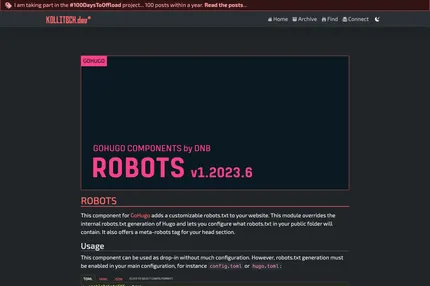 I am taking part in the #100DaysToOffload project... 100 posts within a year. Read the posts...
KOLLITSCH.dev*
Home Archive Find Connect
GOHUGO
GOHUGO COMPONENTS by DNB
ROBOTS v1.2023.6
ROBOTS
This component for GoHugo adds a customizable robots.txt to your website. This module overrides the
internal robots.txt generation of Hugo and lets you configure what robots.txt in your public folder will
contain. It also offers a meta-robots tag for your head section.
Usage
This component can be used as drop-in without much configuration. However, robots.txt generation
must be enabled in your main configuration, for instance config.toml or hugo.toml:
TOML YAML JSON